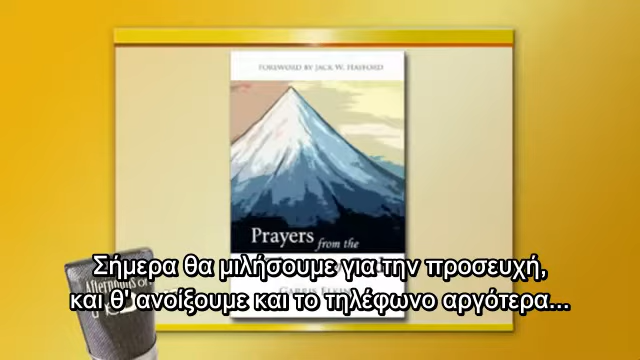 FOREWORD BY JACK W. HAYFORD
Prayers from the
Σήμερα θα μιλήσουμε για την προσευχή,
και θ' ανοίξουμε και το τηλέφωνο αργότερα...